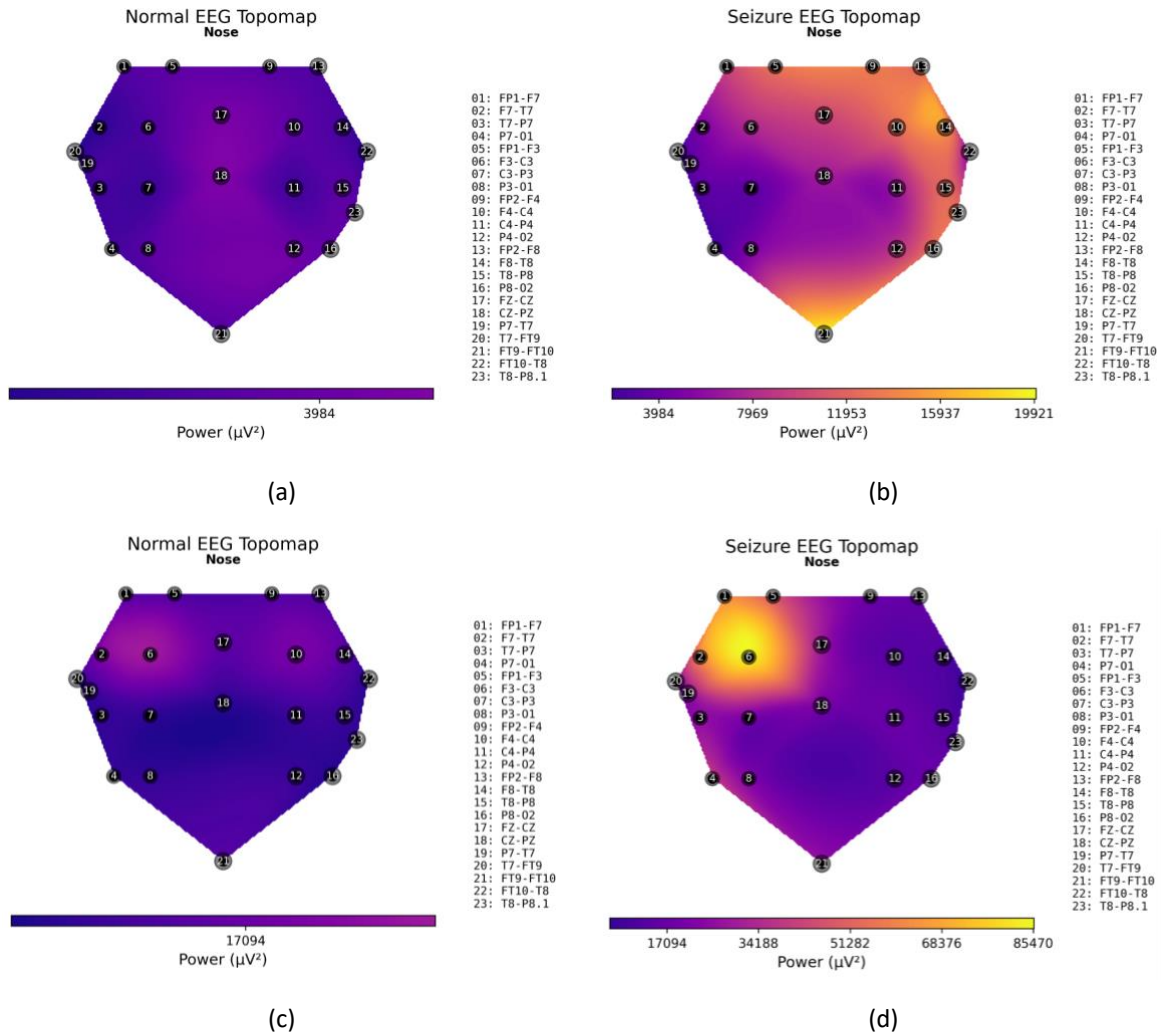 Normal EEG Topomap
Nose
1 5 9 13
17
2 6 10 14
20 22
19
18
3 7 11 15
23
4 8 12 16
21
01: FP1-F7
02: F7-T7
03: T7-P7
04: P7-O1
05: FP1-F3
06: F3-C3
07: C3-P3
08: P3-O1
09: FP2-F4
10: F4-C4
11: C4-P4
12: P4-O2
13: FP2-F8
14: F8-T8
15: T8-P8
16: P8-O2
17: FZ-CZ
18: CZ-PZ
19: P7-T7
20: T7-FT9
21: FT9-FT10
22: FT10-T8
23: T8-P8.1
3984
Power (µV²)
(a)
Seizure EEG Topomap
Nose
1 5 9 13
17
2 6 10 14
20 22
19
18
3 7 11 15
23
4 8 12 16
21
01: FP1-F7
02: F7-T7
03: T7-P7
04: P7-O1
05: FP1-F3
06: F3-C3
07: C3-P3
08: P3-O1
09: FP2-F4
10: F4-C4
11: C4-P4
12: P4-O2
13: FP2-F8
14: F8-T8
15: T8-P8
16: P8-O2
17: FZ-CZ
18: CZ-PZ
19: P7-T7
20: T7-FT9
21: FT9-FT10
22: FT10-T8
23: T8-P8.1
3984 7969 11953 15937 19921
Power (µV²)
(b)
Normal EEG Topomap
Nose
1 5 9 13
17
2 6 10 14
20 22
19
18
3 7 11 15
23
4 8 12 16
21
01: FP1-F7
02: F7-T7
03: T7-P7
04: P7-O1
05: FP1-F3
06: F3-C3
07: C3-P3
08: P3-O1
09: FP2-F4
10: F4-C4
11: C4-P4
12: P4-O2
13: FP2-F8
14: F8-T8
15: T8-P8
16: P8-O2
17: FZ-CZ
18: CZ-PZ
19: P7-T7
20: T7-FT9
21: FT9-FT10
22: FT10-T8
23: T8-P8.1
17094
Power (µV²)
(c)
Seizure EEG Topomap
Nose
1 5 9 13
17
2 6 10 14
20 22
19
18
3 7 11 15
23
4 8 12 16
21
01: FP1-F7
02: F7-T7
03: T7-P7
04: P7-O1
05: FP1-F3
06: F3-C3
07: C3-P3
08: P3-O1
09: FP2-F4
10: F4-C4
11: C4-P4
12: P4-O2
13: FP2-F8
14: F8-T8
15: T8-P8
16: P8-O2
17: FZ-CZ
18: CZ-PZ
19: P7-T7
20: T7-FT9
21: FT9-FT10
22: FT10-T8
23: T8-P8.1
17094 34188 51282 68376 85470
Power (µV²)
(d)